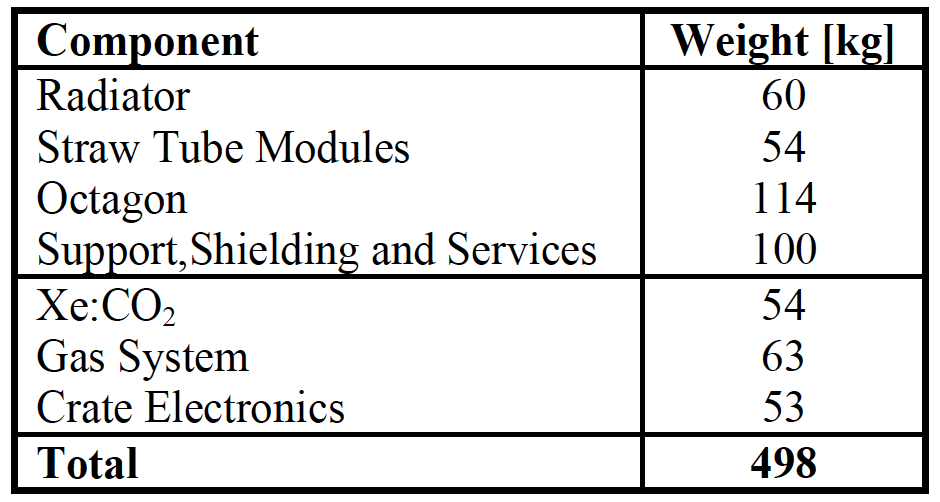 Component Weight [kg]
Radiator 60
Straw Tube Modules 54
Octagon 114
Support,Shielding and Services 100
Xe:CO₂ 54
Gas System 63
Crate Electronics 53
Total 498